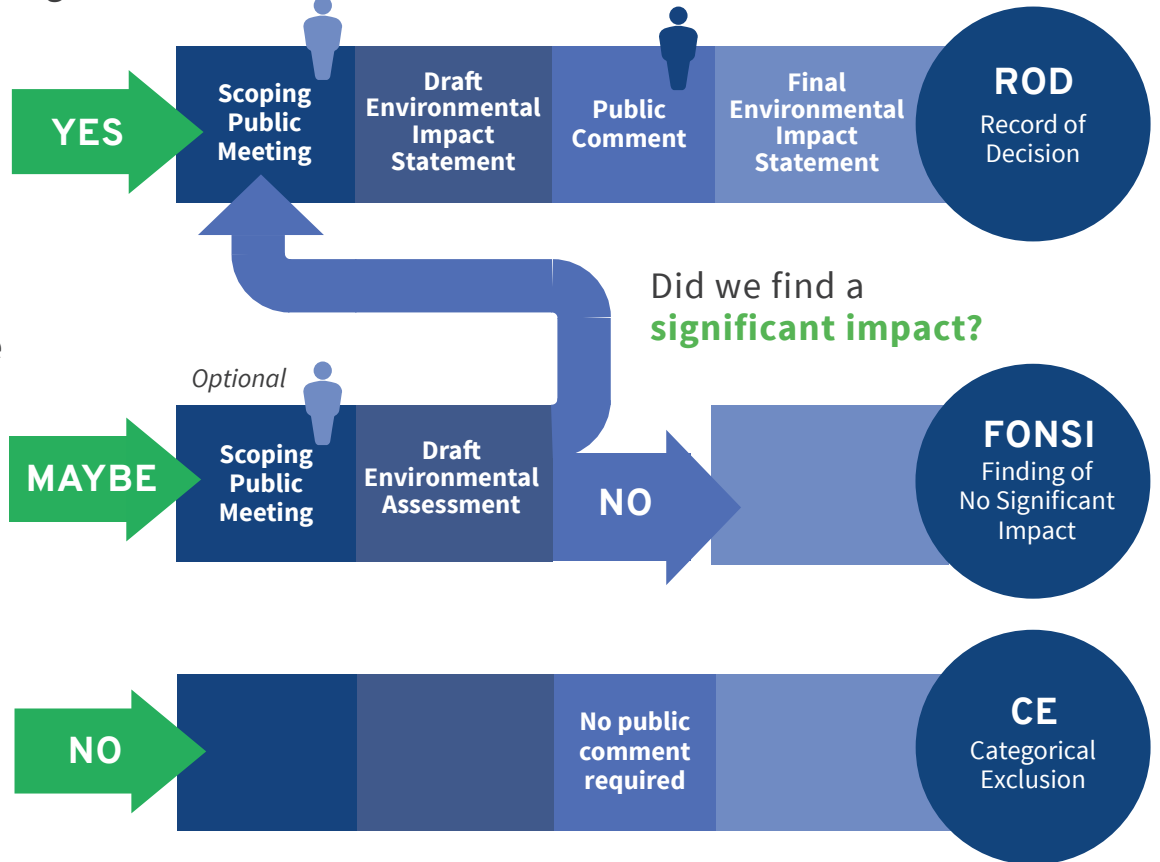 YES
Scoping
Public
Meeting
Draft
Environmental
Impact
Statement
Public
Comment
Final
Environmental
Impact
Statement
ROD
Record of
Decision
Did we find a
significant impact?
Optional
MAYBE
Scoping
Public
Meeting
Draft
Environmental
Assessment
NO
FONSI
Finding of
No Significant
Impact
NO
No public
comment
required
CE
Categorical
Exclusion